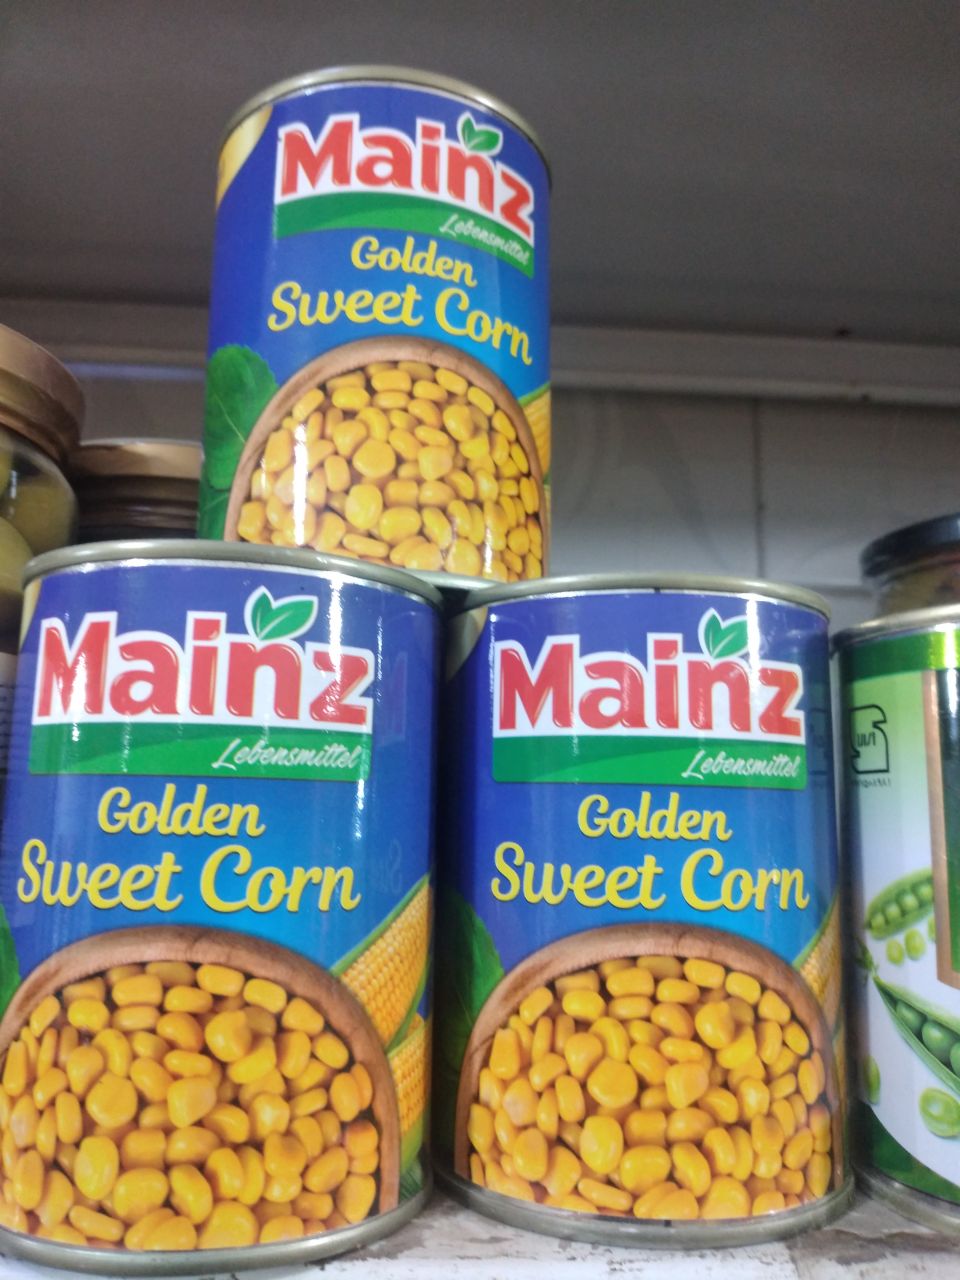 Mainz
Lebensmittel
Golden
Sweet Corn
Mainz
Lebensmittel
Golden
Sweet Corn
Mainz
Lebensmittel
Golden
Sweet Corn